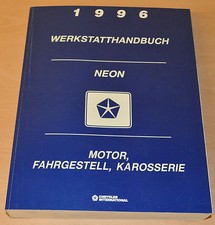 1996
WERKSTATTHANDBUCH
NEON
MOTOR,
FAHRGESTELL, KAROSSERIE
CHRYSLER
INTERNATIONAL